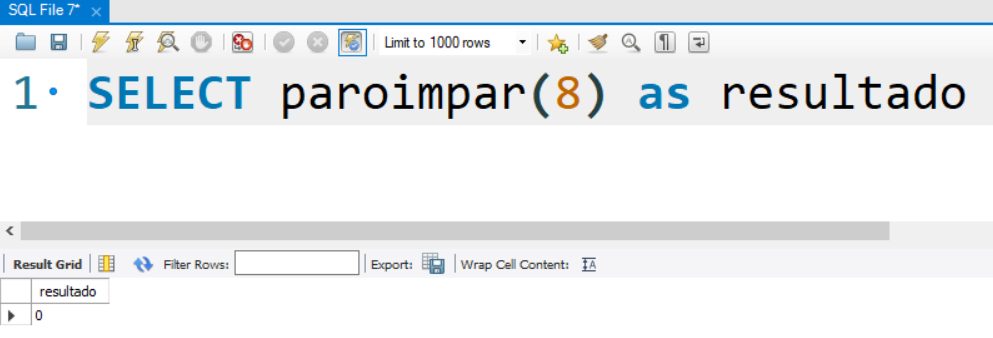 SQL File 7*
Limit to 1000 rows
1 SELECT paroimpar(8) as resultado
Result Grid Filter Rows: Export: Wrap Cell Content: IA
resultado
0